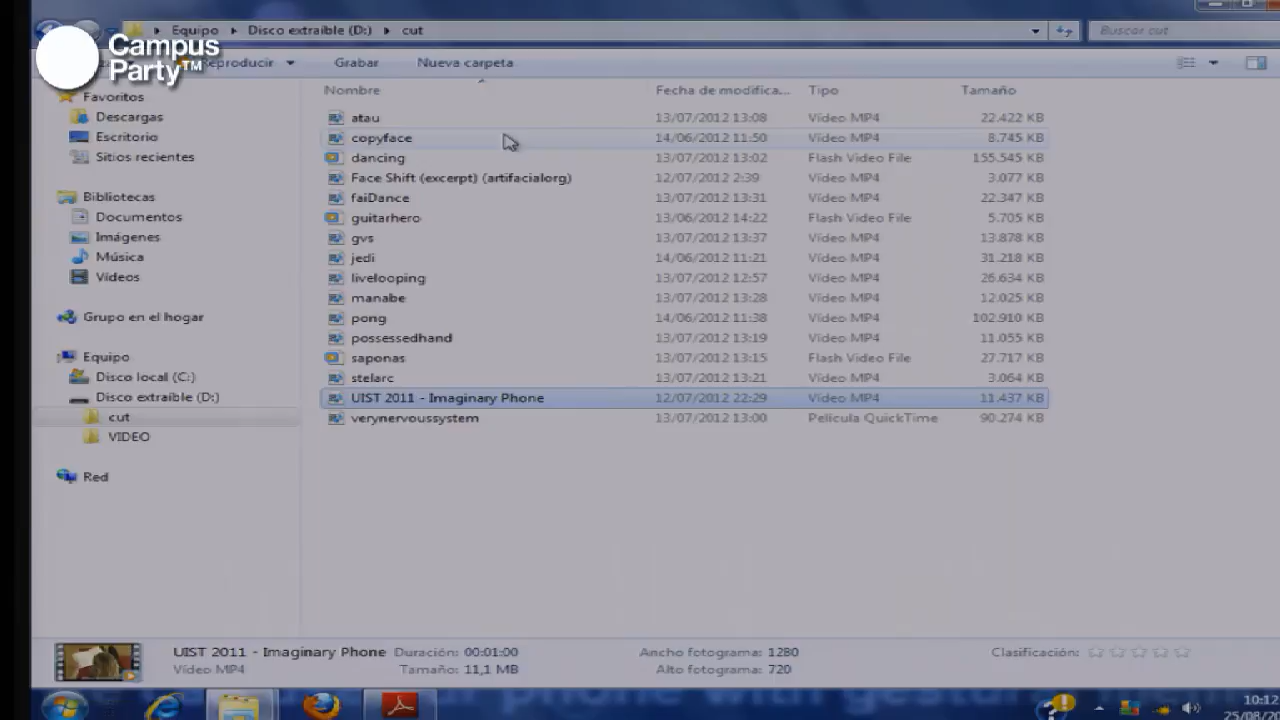 Equipo Disco extraíble (D:) cut
Buscar cut
Campus
Party™
Reproducir Grabar Nueva carpeta
Nombre Fecha de modifica... Tipo Tamaño
atau 13/07/2012 13:08 Vídeo MP4 22.422 KB
copyface 14/06/2012 11:50 Vídeo MP4 8.745 KB
dancing 13/07/2012 13:02 Flash Video File 155.545 KB
Face Shift (excerpt) (artifacialorg) 12/07/2012 2:39 Vídeo MP4 3.077 KB
faiDance 13/07/2012 13:31 Vídeo MP4 22.347 KB
guitarhero 13/06/2012 14:22 Flash Video File 5.705 KB
gvs 13/07/2012 13:37 Vídeo MP4 13.878 KB
jedi 14/06/2012 11:21 Vídeo MP4 31.218 KB
livelooping 13/07/2012 12:57 Vídeo MP4 26.634 KB
manabe 13/07/2012 13:28 Vídeo MP4 12.025 KB
pong 14/06/2012 11:38 Vídeo MP4 102.910 KB
possessedhand 13/07/2012 13:19 Vídeo MP4 11.055 KB
saponas 13/07/2012 13:15 Flash Video File 27.717 KB
stelarc 13/07/2012 13:21 Vídeo MP4 3.064 KB
UIST 2011 - Imaginary Phone 12/07/2012 22:29 Vídeo MP4 11.437 KB
verynervoussystem 13/07/2012 13:00 Película QuickTime 90.274 KB
Favoritos
Descargas
Escritorio
Sitios recientes
Bibliotecas
Documentos
Imágenes
Música
Vídeos
Grupo en el hogar
Equipo
Disco local (C:)
Disco extraíble (D:)
cut
VIDEO
Red
UIST 2011 - Imaginary Phone Duración: 00:01:00 Ancho fotograma: 1280 Clasificación:
Vídeo MP4 Tamaño: 11,1 MB Alto fotograma: 720
10:12